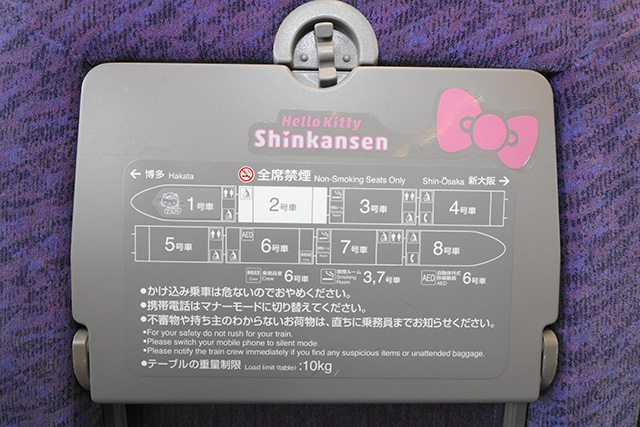 Hello Kitty
Shinkansen
← 博多 Hakata 全席禁煙 Non-Smoking Seats Only Shin-Ōsaka 新大阪 →
1号車 2号車 3号車 4号車
5号車 AED 6号車 7号車 8号車
乗務員室 Crew 6号車 喫煙ルーム Smoking Room 3,7号車 AED 自動体外式除細動器 AED 6号車
●かけ込み乗車は危ないのでおやめください。
●携帯電話はマナーモードに切り替えてください。
●不審物や持ち主のわからないお荷物は、直ちに乗務員までお知らせください。
•For your safety do not rush for your train.
•Please switch your mobile phone to silent mode.
•Please notify the train crew immediately if you find any suspicious items or unattended baggage.
●テーブルの重量制限 Load limit (table) :10kg